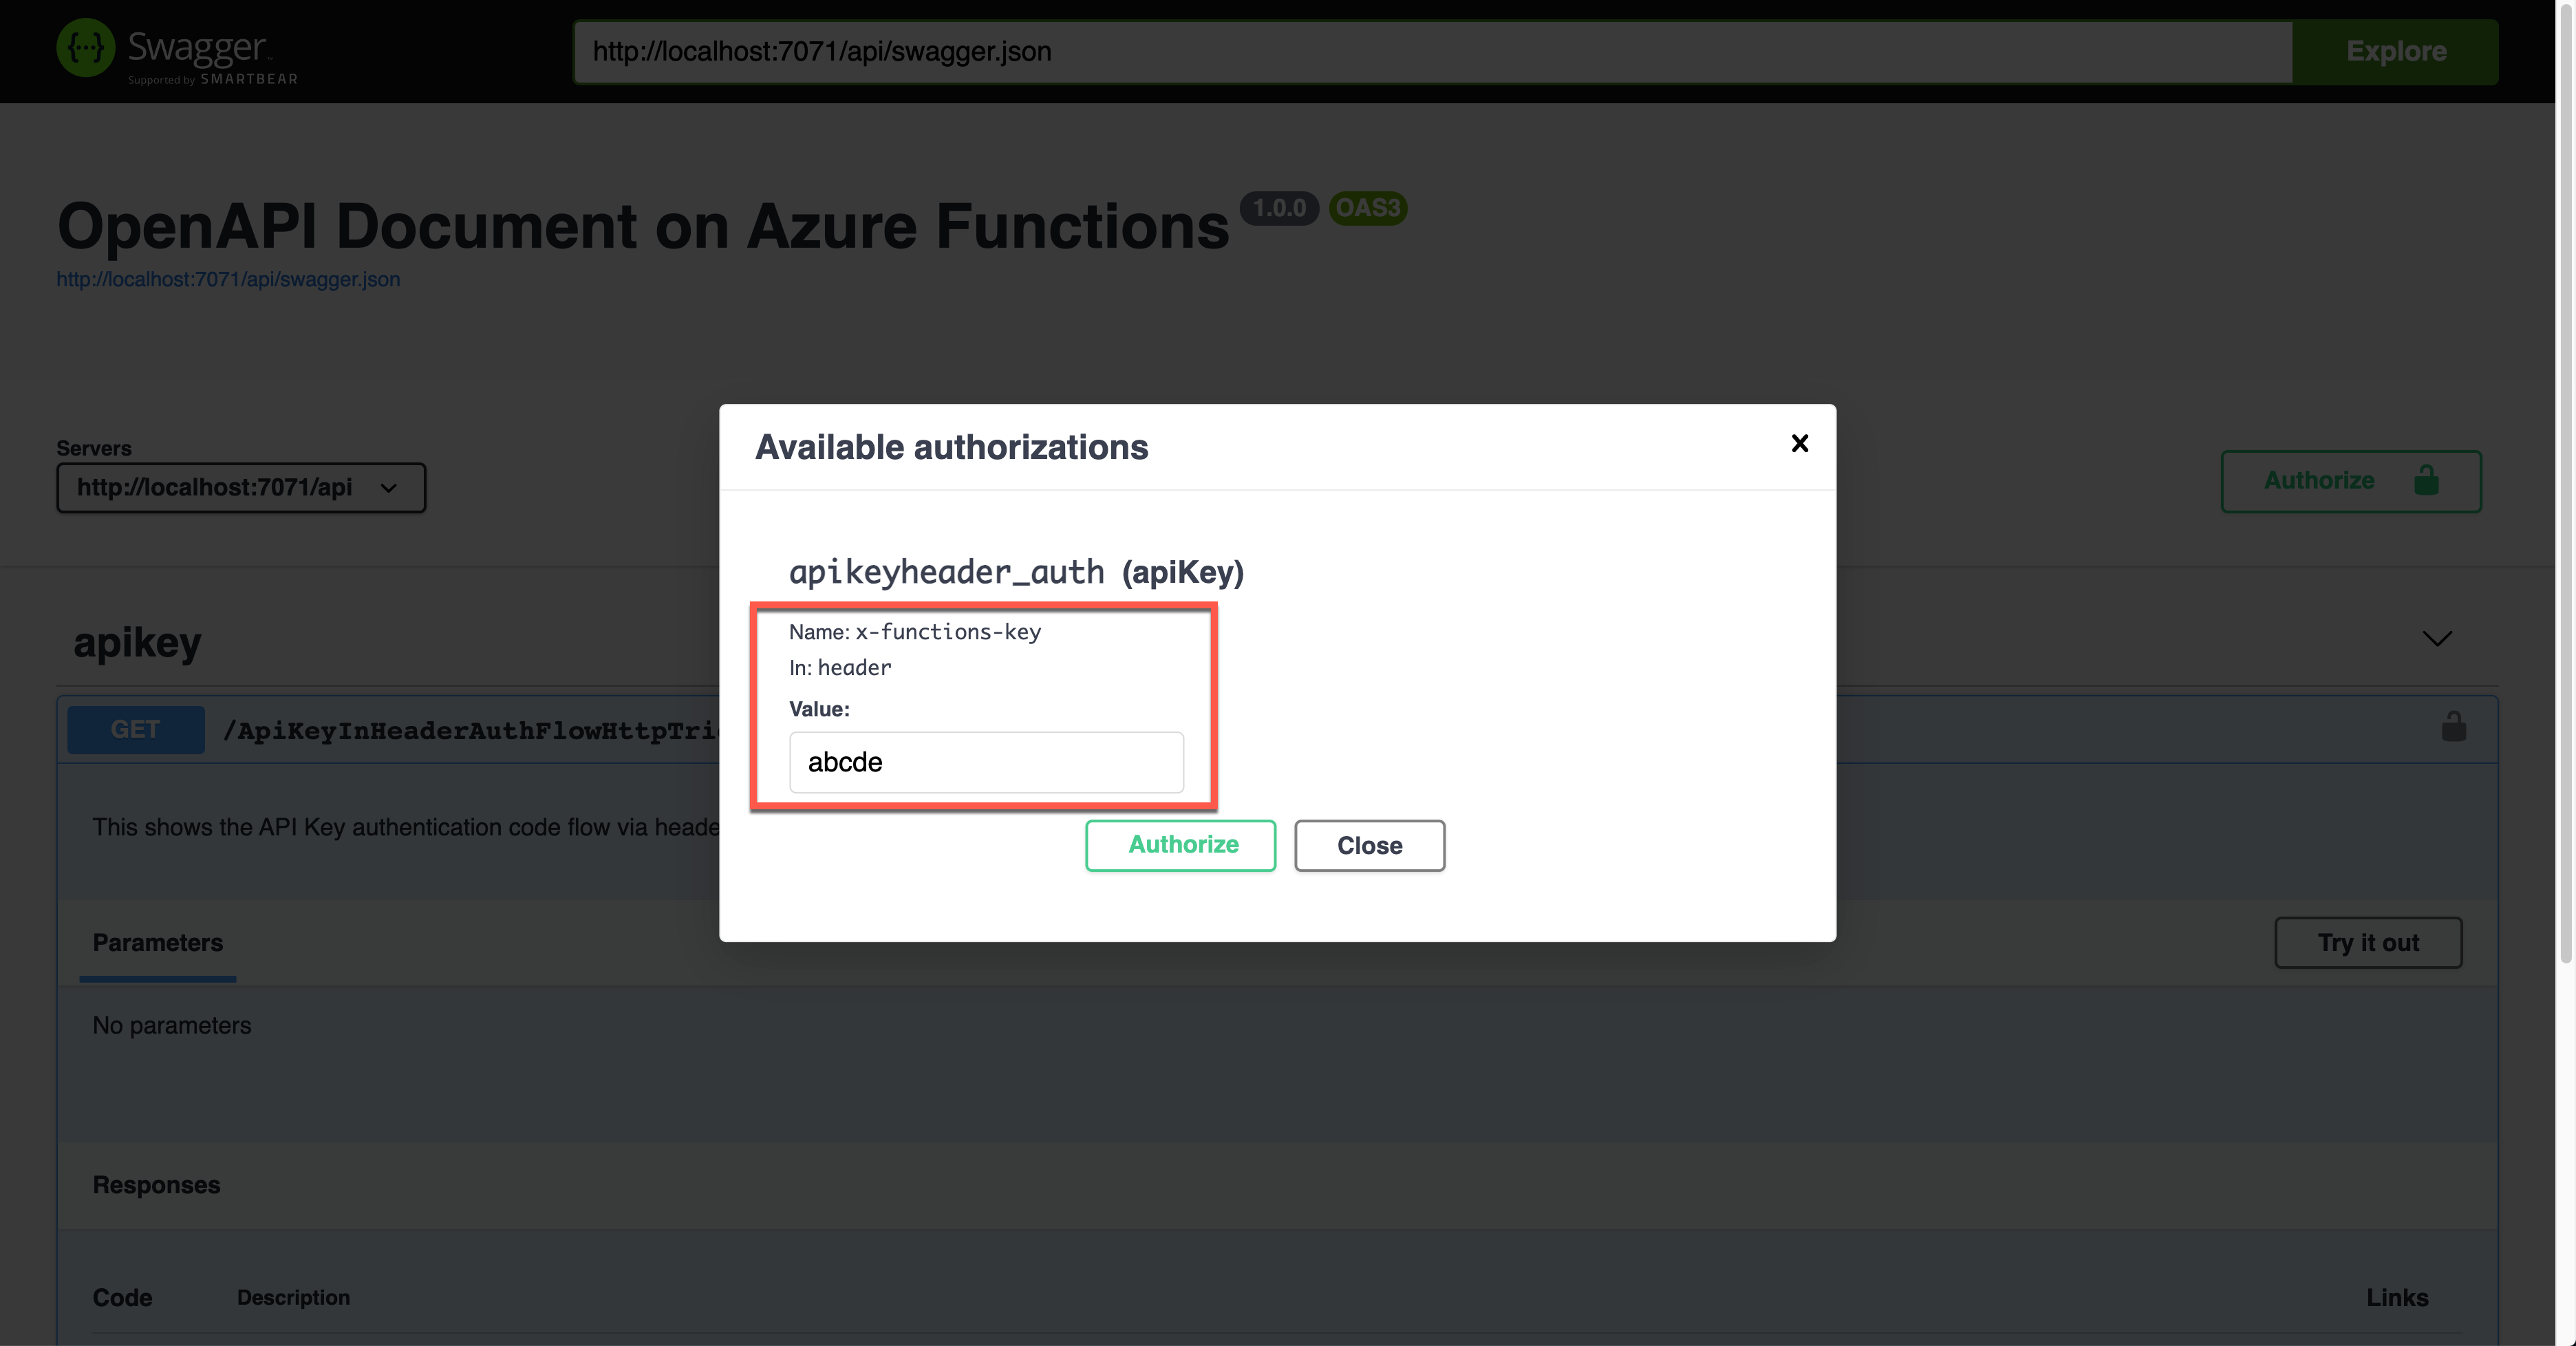 Swagger
Supported by SMARTBEAR
http://localhost:7071/api/swagger.json
Explore
OpenAPI Document on Azure Functions 1.0.0 OAS3
http://localhost:7071/api/swagger.json
Servers
http://localhost:7071/api
Authorize
Available authorizations
apikeyheader_auth (apiKey)
Name: x-functions-key
In: header
Value:
abcde
Authorize
Close
apikey
GET /ApiKeyInHeaderAuthFlowHttpTri
This shows the API Key authentication code flow via heade
Parameters
Try it out
No parameters
Responses
Code Description Links